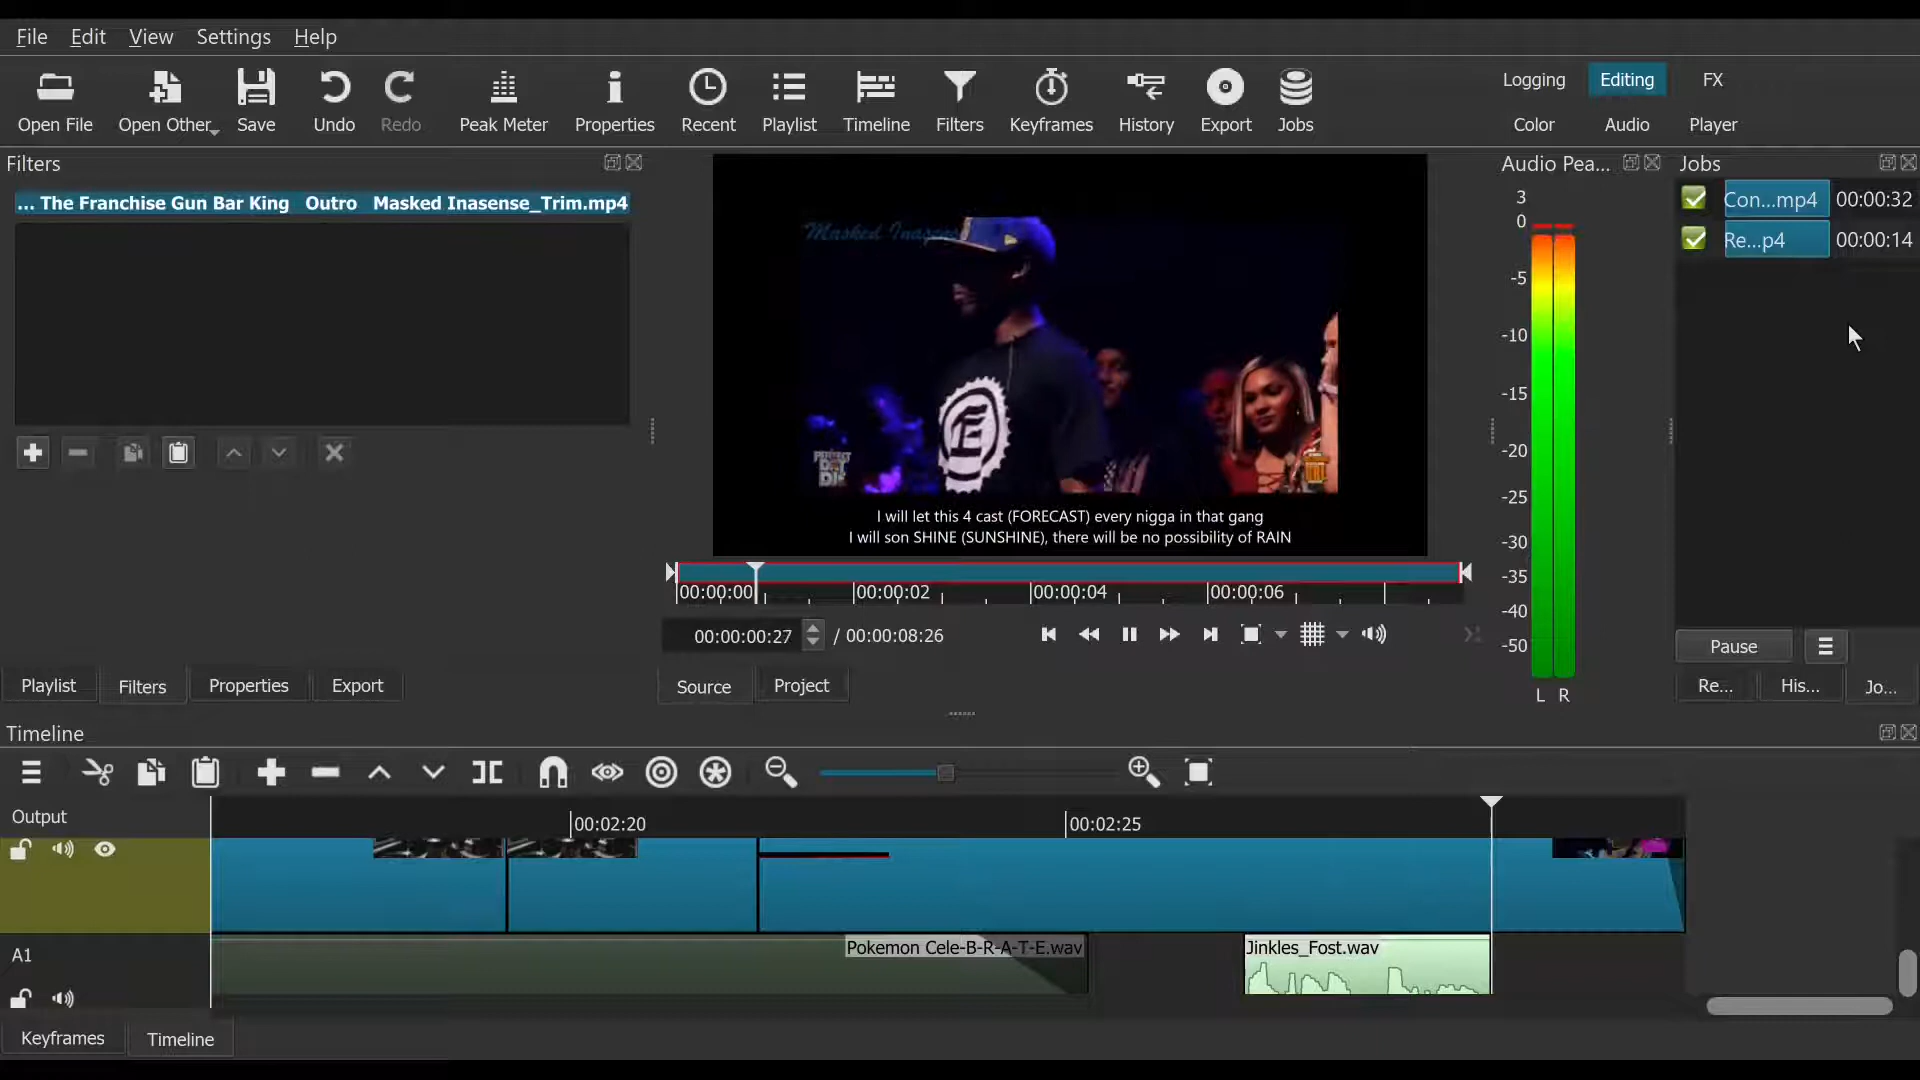 File Edit View Settings Help
Open File Open Other... Save Undo Redo Peak Meter Properties Recent Playlist Timeline Filters Keyframes History Export Jobs
Logging Editing FX
Color Audio Player
Filters
Audio Pea...
Jobs
... The Franchise Gun Bar King Outro Masked Inasense_Trim.mp4
Con...mp4 00:00:32
Re...p4 00:00:14
3
0
-5
-10
-15
-20
-25
-30
-35
-40
-50
L R
Masked Inasens
I will let this 4 cast (FORECAST) every nigga in that gang
I will son SHINE (SUNSHINE), there will be no possibility of RAIN
00:00:00 00:00:02 00:00:04 00:00:06
00:00:00:27 / 00:00:08:26
Pause
Playlist Filters Properties Export
Source Project
Re... His... Jo...
Timeline
Output
00:02:20 00:02:25
A1
Pokemon Cele-B-R-A-T-E.wav
Jinkles_Fost.wav
Keyframes Timeline